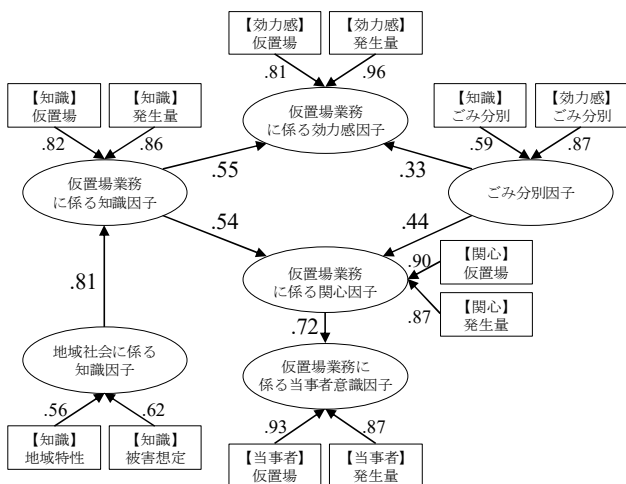 【効力感】
仮置場
【効力感】
発生量
.81
.96
【知識】
仮置場
【知識】
発生量
.82
.86
仮置場業務
に係る効力感因子
【知識】
ごみ分別
【効力感】
ごみ分別
.59
.87
仮置場業務
に係る知識因子
.55
.33
ごみ分別因子
.54
.44
仮置場業務
に係る関心因子
.90
【関心】
仮置場
.87
【関心】
発生量
.81
.72
地域社会に係る
知識因子
仮置場業務に
係る当事者意識因子
.56
.62
【知識】
地域特性
【知識】
被害想定
.93
.87
【当事者】
仮置場
【当事者】
発生量